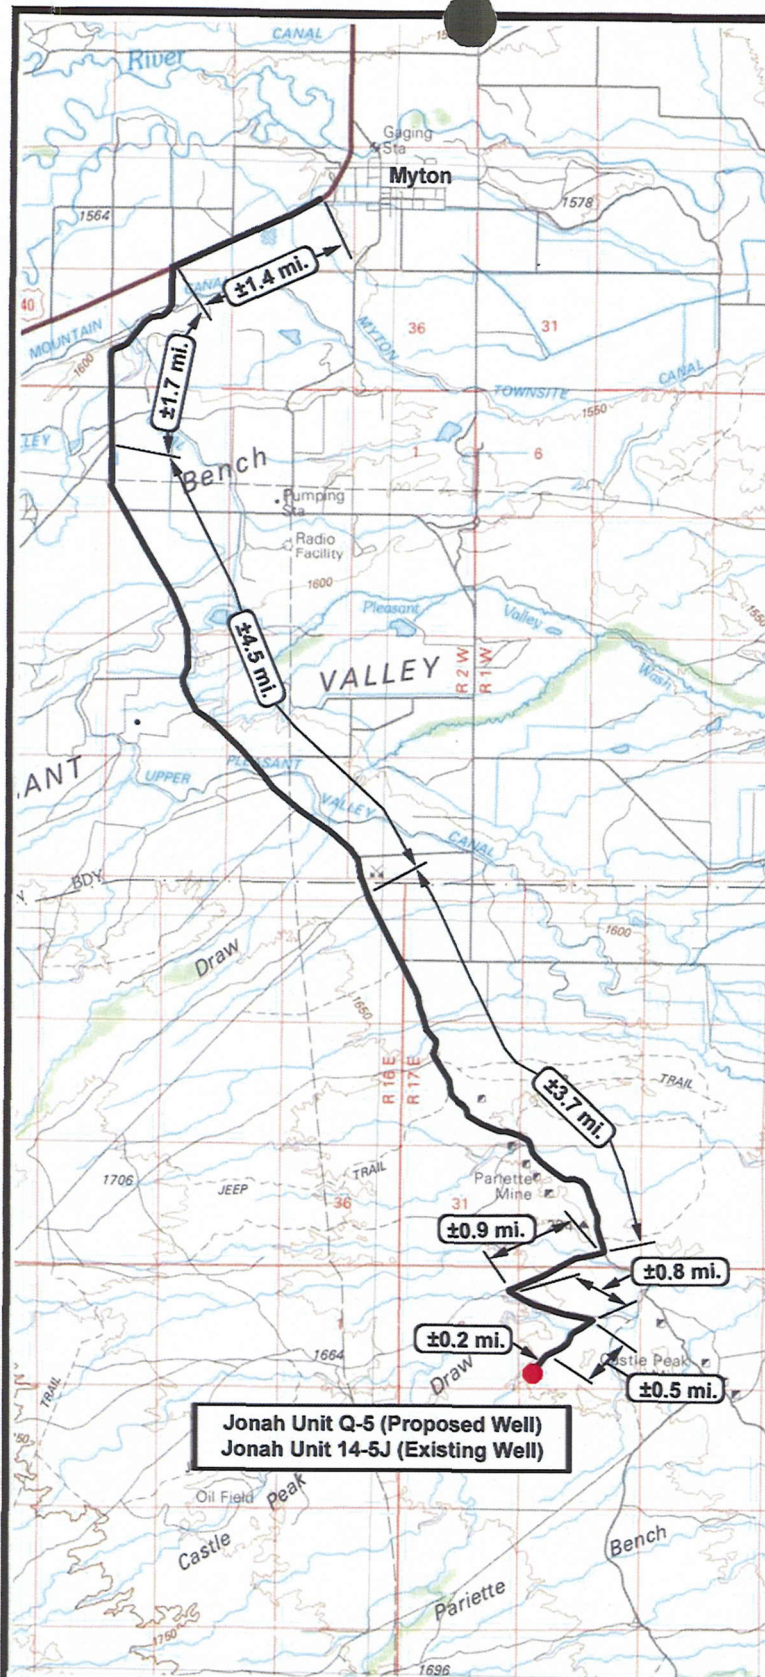 CANAL
River
Gaging
Sta
Myton
1564
1578
±1.4 mi.
CANAL
40
MOUNTAIN
1600
36
31
MYTON
TOWNSITE
CANAL
±1.7 mi.
1550
LEY
1
6
Bench
Pumping
Sta
Radio
Facility
1600
Pleasant
Valley
Wash
1550
±4.5 mi.
VALLEY
R 2 W
R 1 W
ANT
UPPER
PLEASANT
VALLEY
CANAL
BDY
1600
Draw
1650
R 16 E
R 17 E
TRAIL
±3.7 mi.
1706
JEEP
TRAIL
Pariette
Mine
36
31
±0.9 mi.
±0.8 mi.
±0.2 mi.
1664
Draw
Castle Peak
±0.5 mi.
TRAIL
Jonah Unit Q-5 (Proposed Well)
Jonah Unit 14-5J (Existing Well)
Oil Field
Castle
Peak
Bench
Pariette
1750
1696